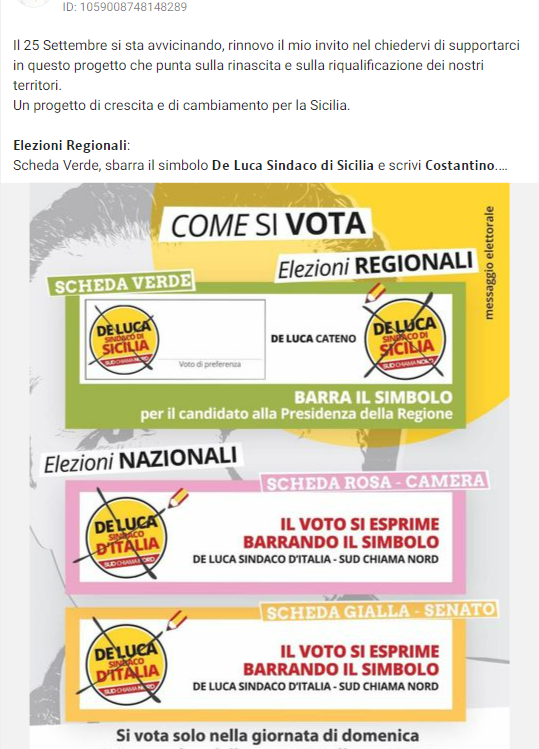 ID: 1059008748148289
Il 25 Settembre si sta avvicinando, rinnovo il mio invito nel chiedervi di supportarci
in questo progetto che punta sulla rinascita e sulla riqualificazione dei nostri
territori.
Un progetto di crescita e di cambiamento per la Sicilia.
Elezioni Regionali:
Scheda Verde, sbarra il simbolo De Luca Sindaco di Sicilia e scrivi Costantino....
COME SI VOTA
messaggio elettorale
Elezioni REGIONALI
SCHEDA VERDE
DE LUCA
SINDACO DI
SICILIA
SUD CHIAMA NORD
Voto di preferenza
DE LUCA CATENO
DE LUCA
SINDACO DI
SICILIA
SUD CHIAMA NORD
BARRA IL SIMBOLO
per il candidato alla Presidenza della Regione
Elezioni NAZIONALI
SCHEDA ROSA - CAMERA
DE LUCA
SINDACO
D'ITALIA
SUD CHIAMA NORD
IL VOTO SI ESPRIME
BARRANDO IL SIMBOLO
DE LUCA SINDACO D'ITALIA - SUD CHIAMA NORD
SCHEDA GIALLA - SENATO
DE LUCA
SINDACO
D'ITALIA
SUD CHIAMA NORD
IL VOTO SI ESPRIME
BARRANDO IL SIMBOLO
DE LUCA SINDACO D'ITALIA - SUD CHIAMA NORD
Si vota solo nella giornata di domenica